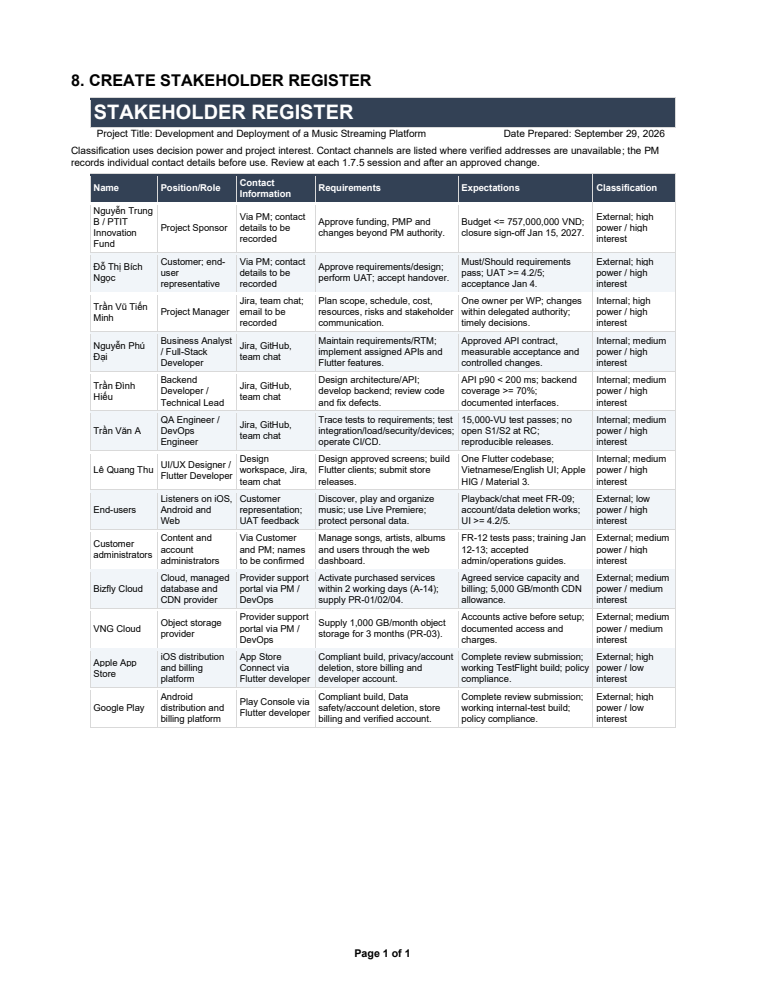 8. CREATE STAKEHOLDER REGISTER
STAKEHOLDER REGISTER
Project Title: Development and Deployment of a Music Streaming Platform Date Prepared: September 29, 2026
Classification uses decision power and project interest. Contact channels are listed where verified addresses are unavailable; the PM
records individual contact details before use. Review at each 1.7.5 session and after an approved change.
Name
Position/Role
Contact
Information
Requirements
Expectations
Classification
Nguyễn Trung
B / PTIT
Innovation
Fund
Project Sponsor
Via PM; contact
details to be
recorded
Approve funding, PMP and
changes beyond PM authority.
Budget <= 757,000,000 VND;
closure sign-off Jan 15, 2027.
External; high
power / high
interest
Đỗ Thị Bích
Ngọc
Customer; end-
user
representative
Via PM; contact
details to be
recorded
Approve requirements/design;
perform UAT; accept handover.
Must/Should requirements
pass; UAT >= 4.2/5;
acceptance Jan 4.
External; high
power / high
interest
Trần Vũ Tiến
Minh
Project Manager
Jira, team chat;
email to be
recorded
Plan scope, schedule, cost,
resources, risks and stakeholder
communication.
One owner per WP; changes
within delegated authority;
timely decisions.
Internal; high
power / high
interest
Nguyễn Phú
Đại
Business Analyst
/ Full-Stack
Developer
Jira, GitHub,
team chat
Maintain requirements/RTM;
implement assigned APIs and
Flutter features.
Approved API contract,
measurable acceptance and
controlled changes.
Internal; medium
power / high
interest
Trần Đình
Hiếu
Backend
Developer /
Technical Lead
Jira, GitHub,
team chat
Design architecture/API;
develop backend; review code
and fix defects.
API p90 < 200 ms; backend
coverage >= 70%;
documented interfaces.
Internal; medium
power / high
interest
Trần Văn A
QA Engineer /
DevOps
Engineer
Jira, GitHub,
team chat
Trace tests to requirements; test
integration/load/security/devices;
operate CI/CD.
15,000-VU test passes; no
open S1/S2 at RC;
reproducible releases.
Internal; medium
power / high
interest
Lê Quang Thu
UI/UX Designer /
Flutter Developer
Design
workspace, Jira,
team chat
Design approved screens; build
Flutter clients; submit store
releases.
One Flutter codebase;
Vietnamese/English UI; Apple
HIG / Material 3.
Internal; medium
power / high
interest
End-users
Listeners on iOS,
Android and
Web
Customer
representation;
UAT feedback
Discover, play and organize
music; use Live Premiere;
protect personal data.
Playback/chat meet FR-09;
account/data deletion works;
UI >= 4.2/5.
External; low
power / high
interest
Customer
administrators
Content and
account
administrators
Via Customer
and PM; names
to be confirmed
Manage songs, artists, albums
and users through the web
dashboard.
FR-12 tests pass; training Jan
12-13; accepted
admin/operations guides.
External; medium
power / high
interest
Bizfly Cloud
Cloud, managed
database and
CDN provider
Provider support
portal via PM /
DevOps
Activate purchased services
within 2 working days (A-14);
supply PR-01/02/04.
Agreed service capacity and
billing; 5,000 GB/month CDN
allowance.
External; medium
power / medium
interest
VNG Cloud
Object storage
provider
Provider support
portal via PM /
DevOps
Supply 1,000 GB/month object
storage for 3 months (PR-03).
Accounts active before setup;
documented access and
charges.
External; medium
power / medium
interest
Apple App
Store
iOS distribution
and billing
platform
App Store
Connect via
Flutter developer
Compliant build, privacy/account
deletion, store billing and
developer account.
Complete review submission;
working TestFlight build; policy
compliance.
External; high
power / low
interest
Google Play
Android
distribution and
billing platform
Play Console via
Flutter developer
Compliant build, Data
safety/account deletion, store
billing and verified account.
Complete review submission;
working internal-test build;
policy compliance.
External; high
power / low
interest
Page 1 of 1